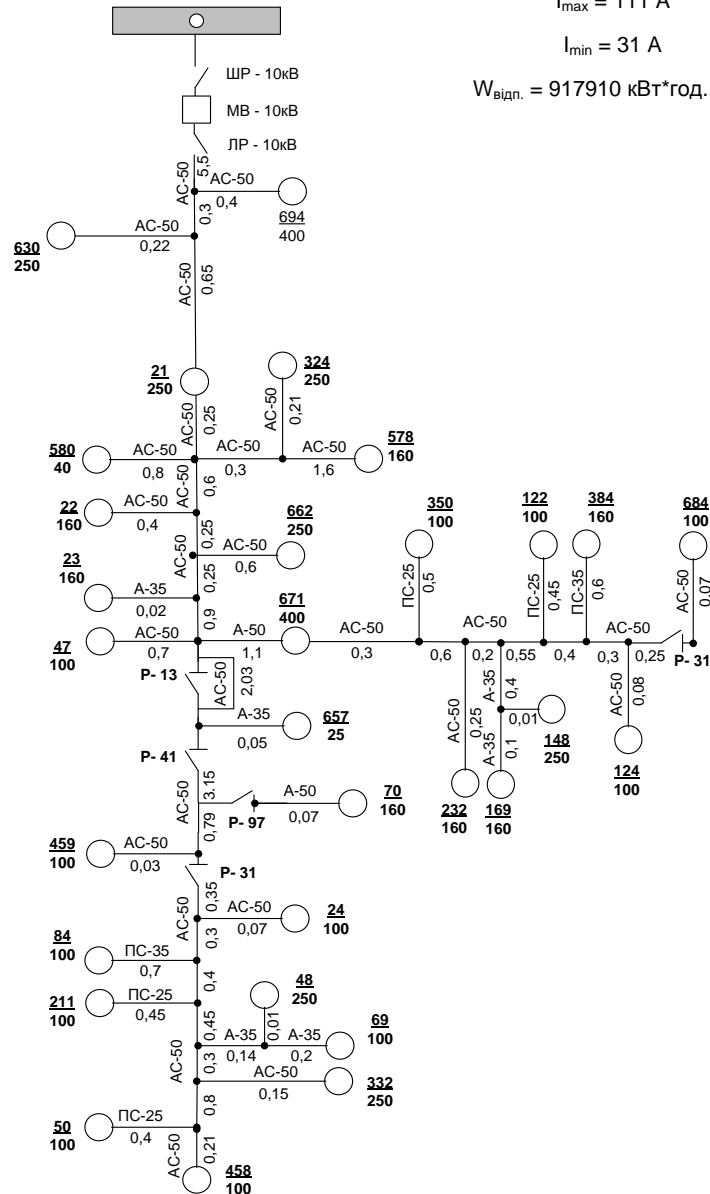 Imax = 111 А
Imin = 31 А
Wвідп. = 917910 кВт*год.
ШР - 10кВ
МВ - 10кВ
ЛР - 10кВ
АС-50
5,5
АС-50
0,4
694
400
0,3
630
250
АС-50
0,22
АС-50
0,65
21
250
324
250
АС-50
0,21
АС-50
0,25
580
40
АС-50
0,8
АС-50
0,3
АС-50
1,6
578
160
АС-50
0,6
22
160
АС-50
0,4
0,25
662
250
АС-50
АС-50
0,6
23
160
А-35
0,02
0,25
0,9
47
100
АС-50
0,7
А-50
1,1
671
400
АС-50
0,3
350
100
ПС-25
0,5
0,6
АС-50
0,2
0,55
122
100
ПС-25
0,45
0,4
384
160
ПС-35
0,6
0,3
0,25
684
100
АС-50
0,07
Р- 31
АС-50
0,25
232
160
А-35
0,4
0,01
148
250
А-35
0,1
169
160
АС-50
0,08
124
100
Р- 13
АС-50
2,03
А-35
0,05
657
25
Р- 41
АС-50
3.15
Р- 97
А-50
0,07
70
160
0,79
459
100
АС-50
0,03
Р- 31
АС-50
0,35
АС-50
0,07
24
100
0,3
84
100
ПС-35
0,7
0,4
211
100
ПС-25
0,45
0,45
48
250
0,01
А-35
0,14
А-35
0,2
69
100
АС-50
0,3
АС-50
0,15
332
250
0,8
50
100
ПС-25
0,4
АС-50
0,21
458
100